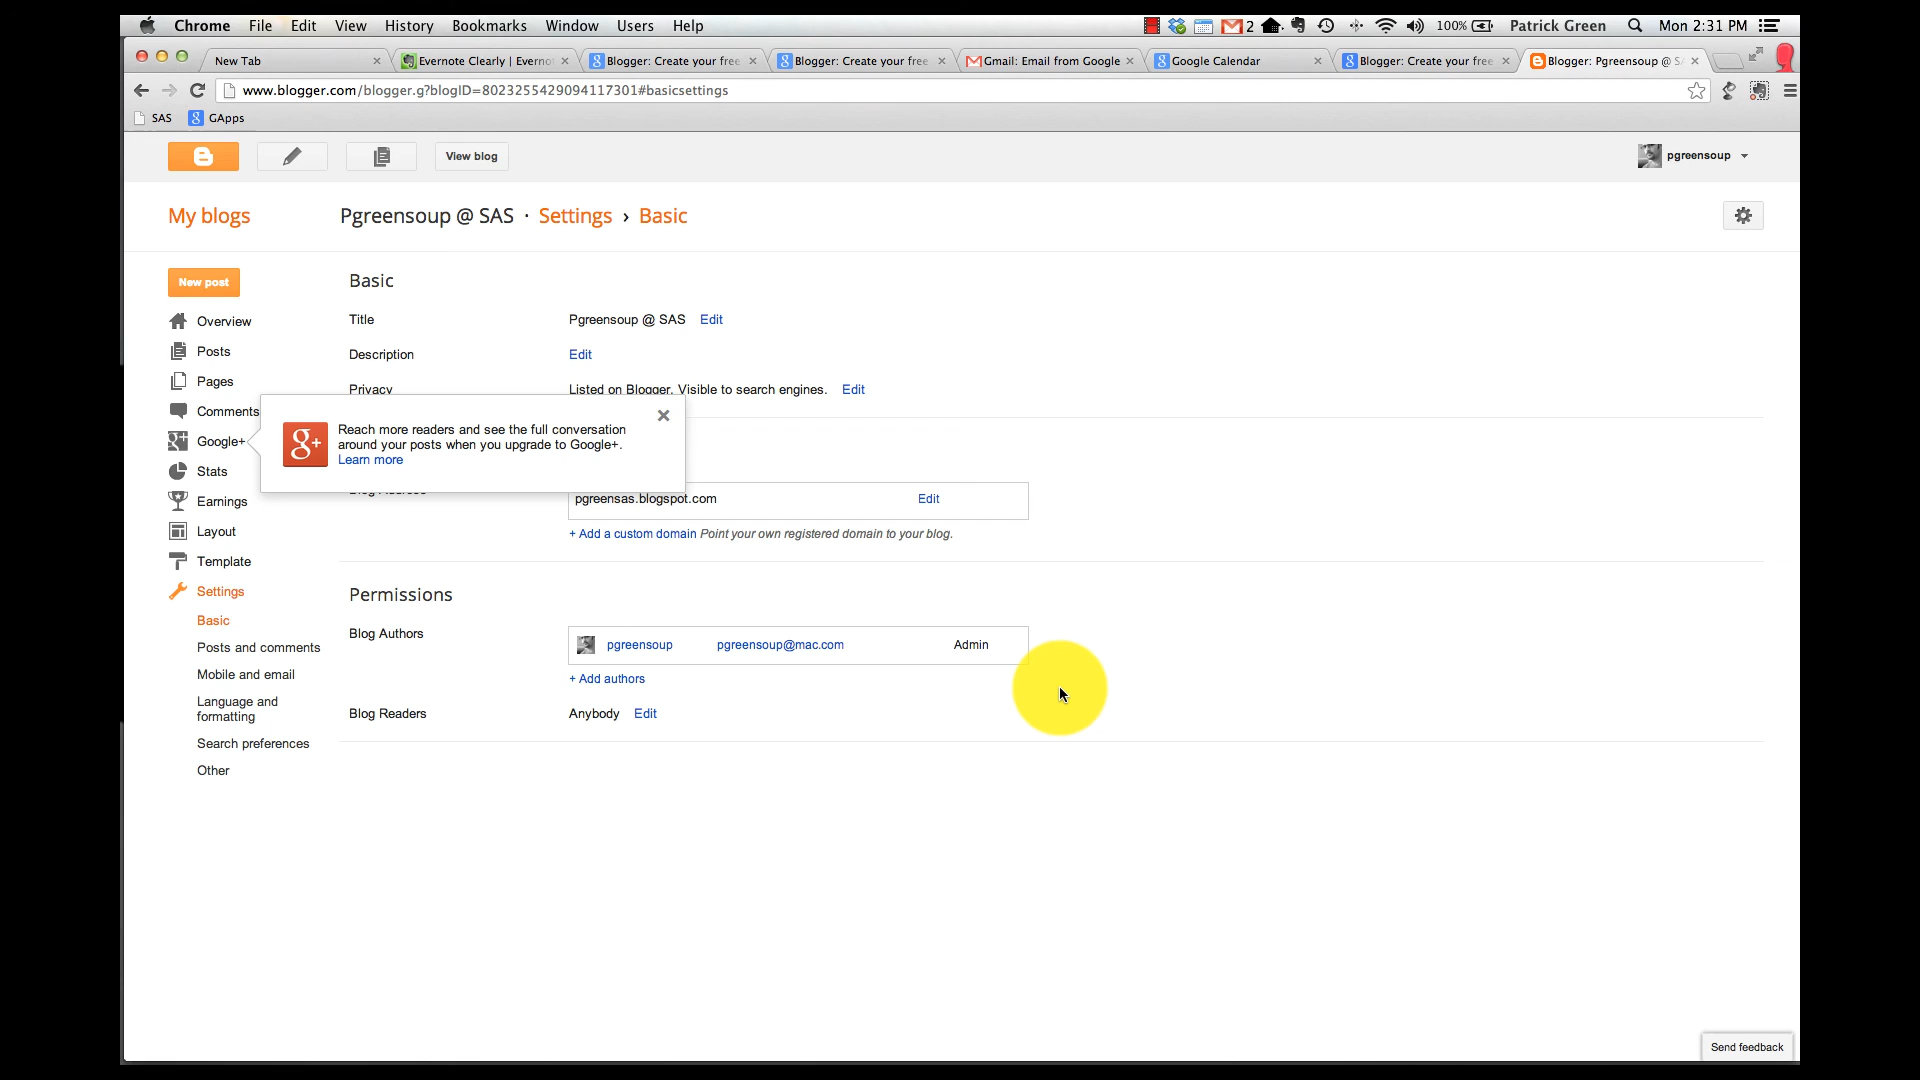 Chrome File Edit View History Bookmarks Window Users Help 2 100% Patrick Green Mon 2:31 PM
New Tab Evernote Clearly | Everno Blogger: Create your free Blogger: Create your free Gmail: Email from Google Google Calendar Blogger: Create your free Blogger: Pgreensoup @ S
www.blogger.com/blogger.g?blogID=8023255429094117301#basicsettings
SAS GApps
View blog pgreensoup
My blogs Pgreensoup @ SAS · Settings › Basic
New post
Overview
Posts
Pages
Comments
Google+
Stats
Earnings
Layout
Template
Settings
Basic
Posts and comments
Mobile and email
Language and
formatting
Search preferences
Other
Basic
Title Pgreensoup @ SAS Edit
Description Edit
Privacy Listed on Blogger. Visible to search engines. Edit
g+ Reach more readers and see the full conversation
around your posts when you upgrade to Google+.
Learn more
Blog Address pgreensas.blogspot.com Edit
+ Add a custom domain Point your own registered domain to your blog.
Permissions
Blog Authors pgreensoup pgreensoup@mac.com Admin
+ Add authors
Blog Readers Anybody Edit
Send feedback